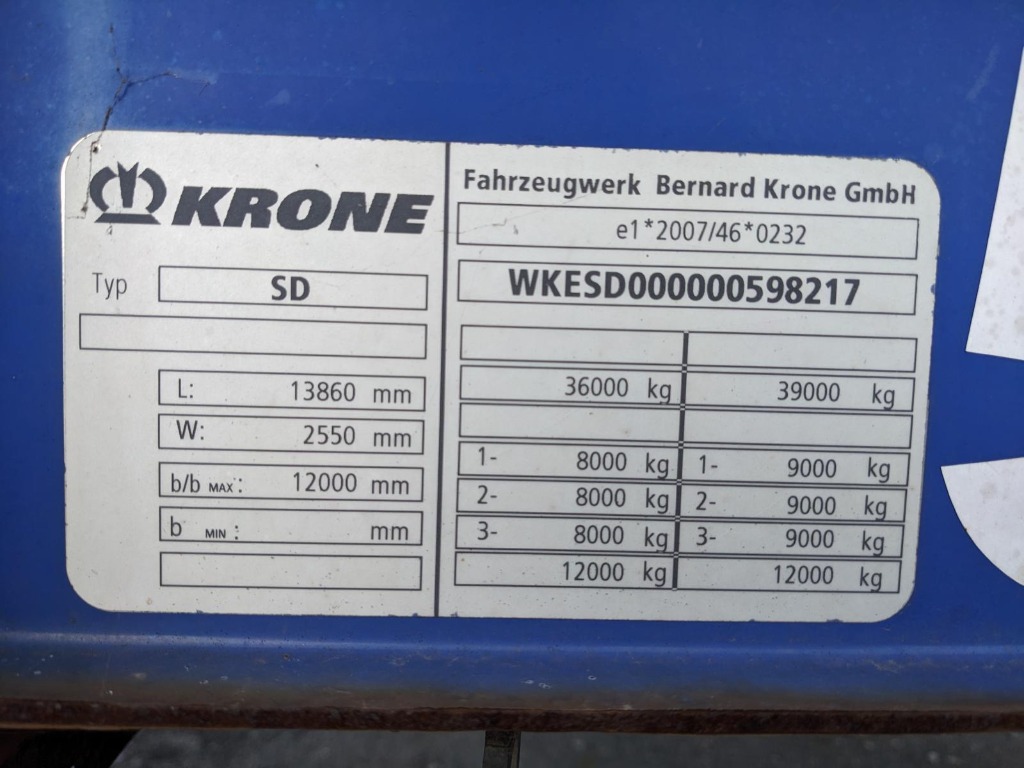 KRONE
Typ SD
L: 13860 mm
W: 2550 mm
b/b MAX: 12000 mm
b MIN: mm
Fahrzeugwerk Bernard Krone GmbH
e1*2007/46*0232
WKESD000000598217
36000 kg 39000 kg
1- 8000 kg 1- 9000 kg
2- 8000 kg 2- 9000 kg
3- 8000 kg 3- 9000 kg
12000 kg 12000 kg